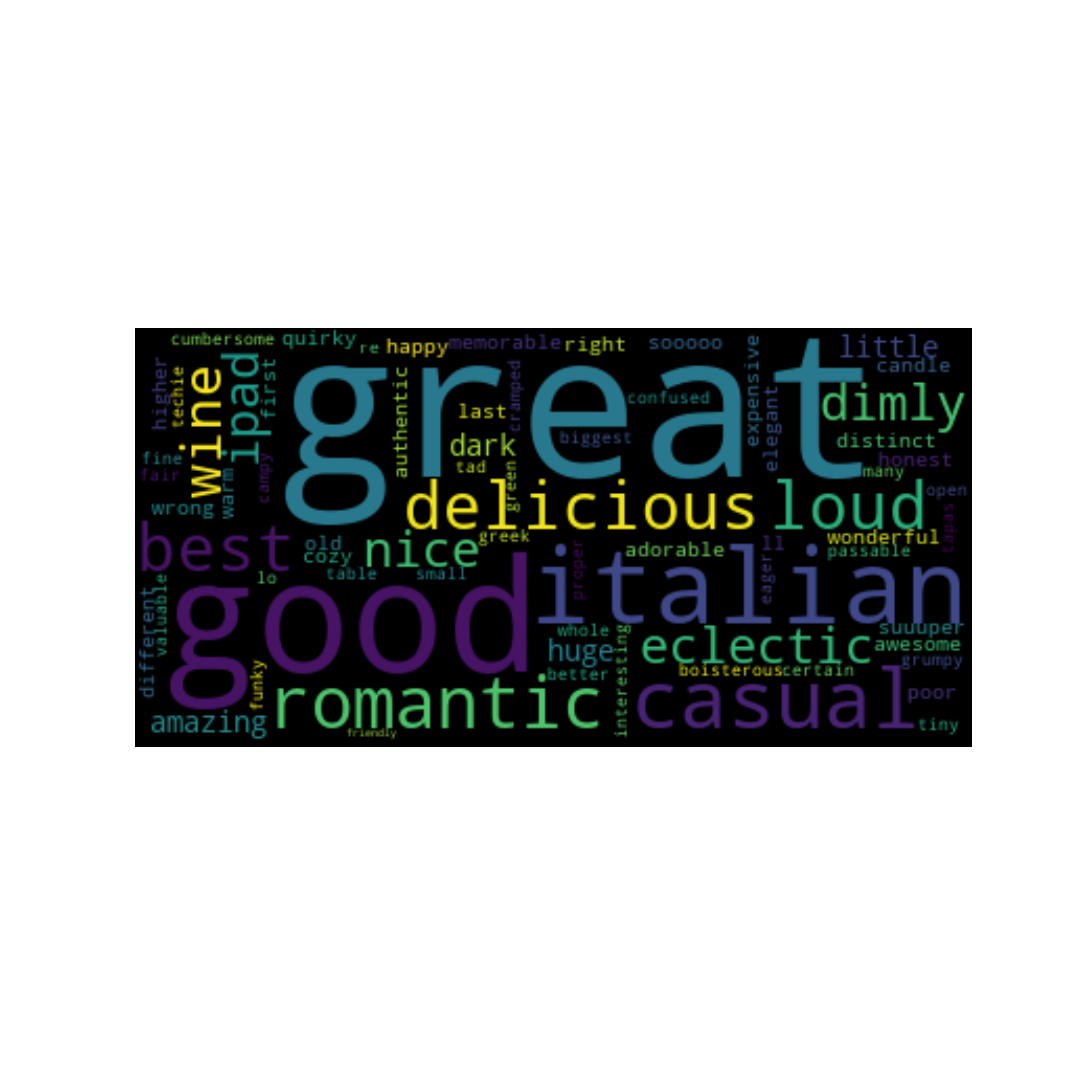 cumbersome
quirky
re
happy
memorable
right
sooooo
little
candle
higher
techie
wine
ipad
first
great
authentic
last
cramped
confused
expensive
elegant
dimly
dark
biggest
distinct
fine
fair
warm
campy
tad
green
many
honest
wrong
delicious
loud
open
tapas
best
old
cozy
nice
greek
adorable
ll
wonderful
passable
lo
table
small
proper
eager
different
valuable
good
italian
whole
huge
better
interesting
eclectic
suuuper
awesome
grumpy
funky
romantic
boisterous
certain
casual
poor
amazing
friendly
tiny